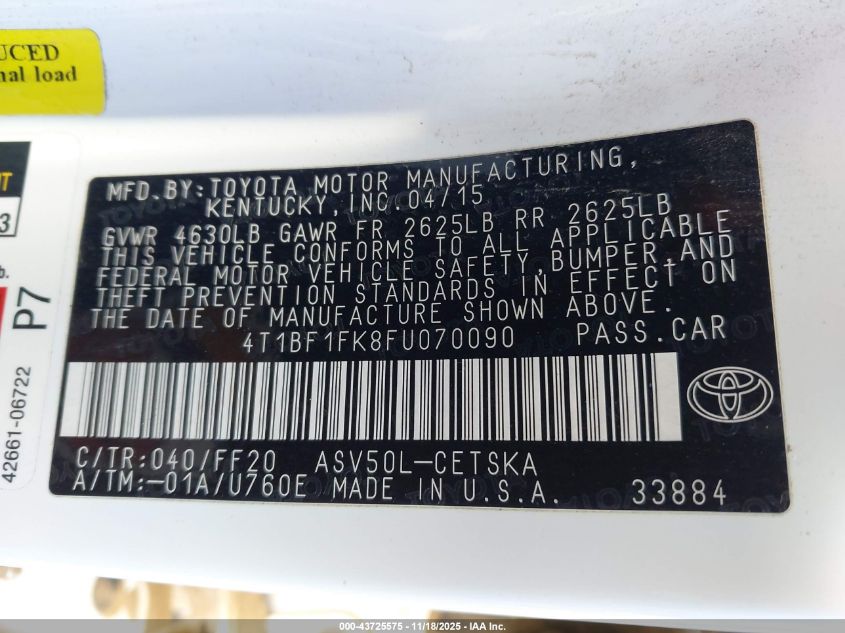 UCED
nal load
3
b.
P7
42661-06722
MFD. BY: TOYOTA MOTOR MANUFACTURING,
KENTUCKY, INC. 04/15
GVWR 4630LB GAWR FR 2625LB RR 2625LB
THIS VEHICLE CONFORMS TO ALL APPLICABLE
FEDERAL MOTOR VEHICLE SAFETY, BUMPER, AND
THEFT PREVENTION STANDARDS IN EFFECT ON
THE DATE OF MANUFACTURE SHOWN ABOVE.
4T1BF1FK8FU070090 PASS. CAR
C/TR: 040/FF20 ASV50L-CETSKA
A/TM:-01A/U760E MADE IN U.S.A. 33884
000-43725575 - 11/18/2025 - IAA Inc.